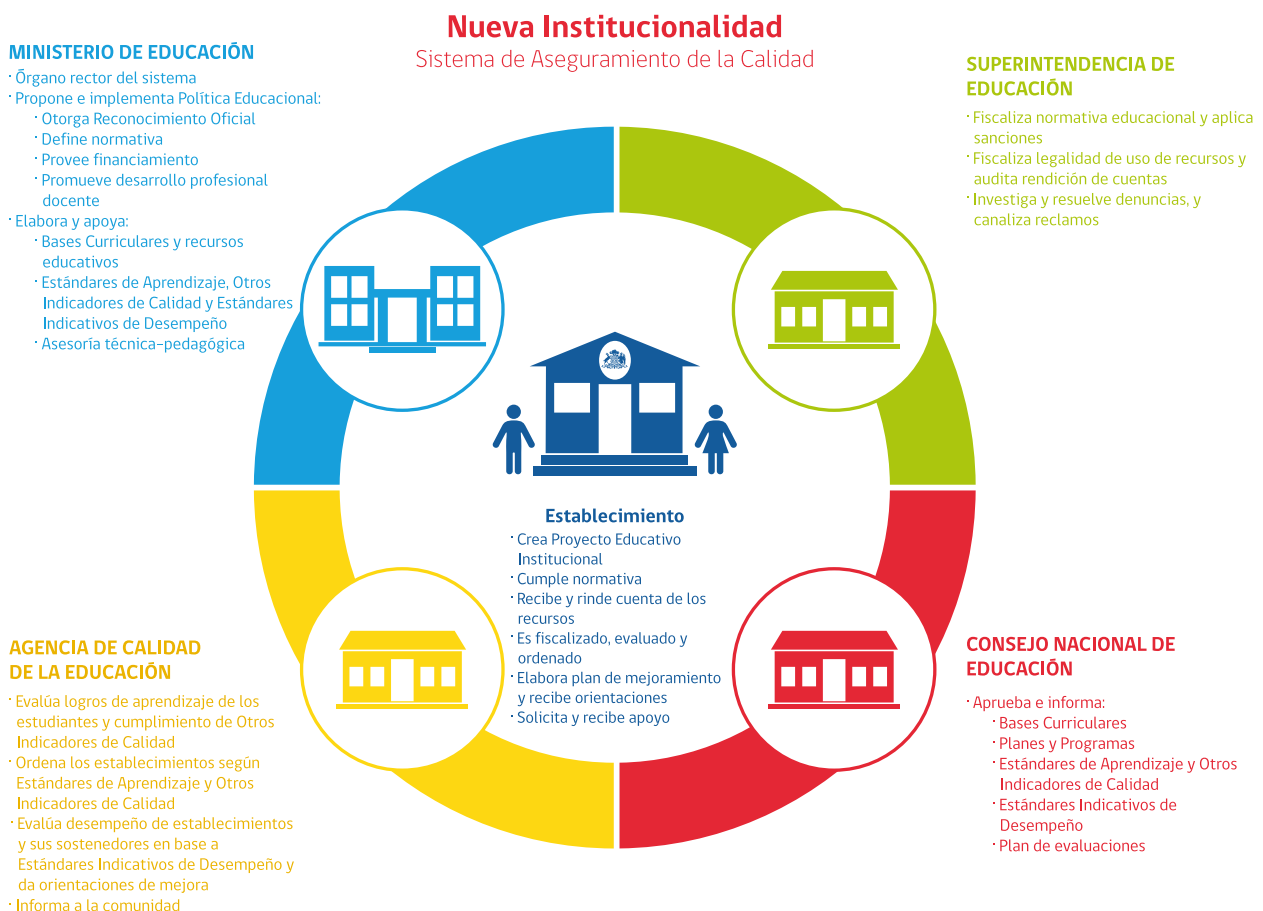 Nueva Institucionalidad
Sistema de Aseguramiento de la Calidad
MINISTERIO DE EDUCACIÓN
· Órgano rector del sistema
· Propone e implementa Política Educacional:
· Otorga Reconocimiento Oficial
· Define normativa
· Provee financiamiento
· Promueve desarrollo profesional
docente
· Elabora y apoya:
· Bases Curriculares y recursos
educativos
· Estándares de Aprendizaje, Otros
Indicadores de Calidad y Estándares
Indicativos de Desempeño
· Asesoría técnica-pedagógica
SUPERINTENDENCIA DE
EDUCACIÓN
· Fiscaliza normativa educacional y aplica
sanciones
· Fiscaliza legalidad de uso de recursos y
audita rendición de cuentas
· Investiga y resuelve denuncias, y
canaliza reclamos
Establecimiento
· Crea Proyecto Educativo
Institucional
· Cumple normativa
· Recibe y rinde cuenta de los
recursos
· Es fiscalizado, evaluado y
ordenado
· Elabora plan de mejoramiento
y recibe orientaciones
· Solicita y recibe apoyo
AGENCIA DE CALIDAD
DE LA EDUCACIÓN
· Evalúa logros de aprendizaje de los
estudiantes y cumplimiento de Otros
Indicadores de Calidad
· Ordena los establecimientos según
Estándares de Aprendizaje y Otros
Indicadores de Calidad
· Evalúa desempeño de establecimientos
y sus sostenedores en base a
Estándares Indicativos de Desempeño y
da orientaciones de mejora
· Informa a la comunidad
CONSEJO NACIONAL DE
EDUCACIÓN
· Aprueba e informa:
· Bases Curriculares
· Planes y Programas
· Estándares de Aprendizaje y Otros
Indicadores de Calidad
· Estándares Indicativos de
Desempeño
· Plan de evaluaciones